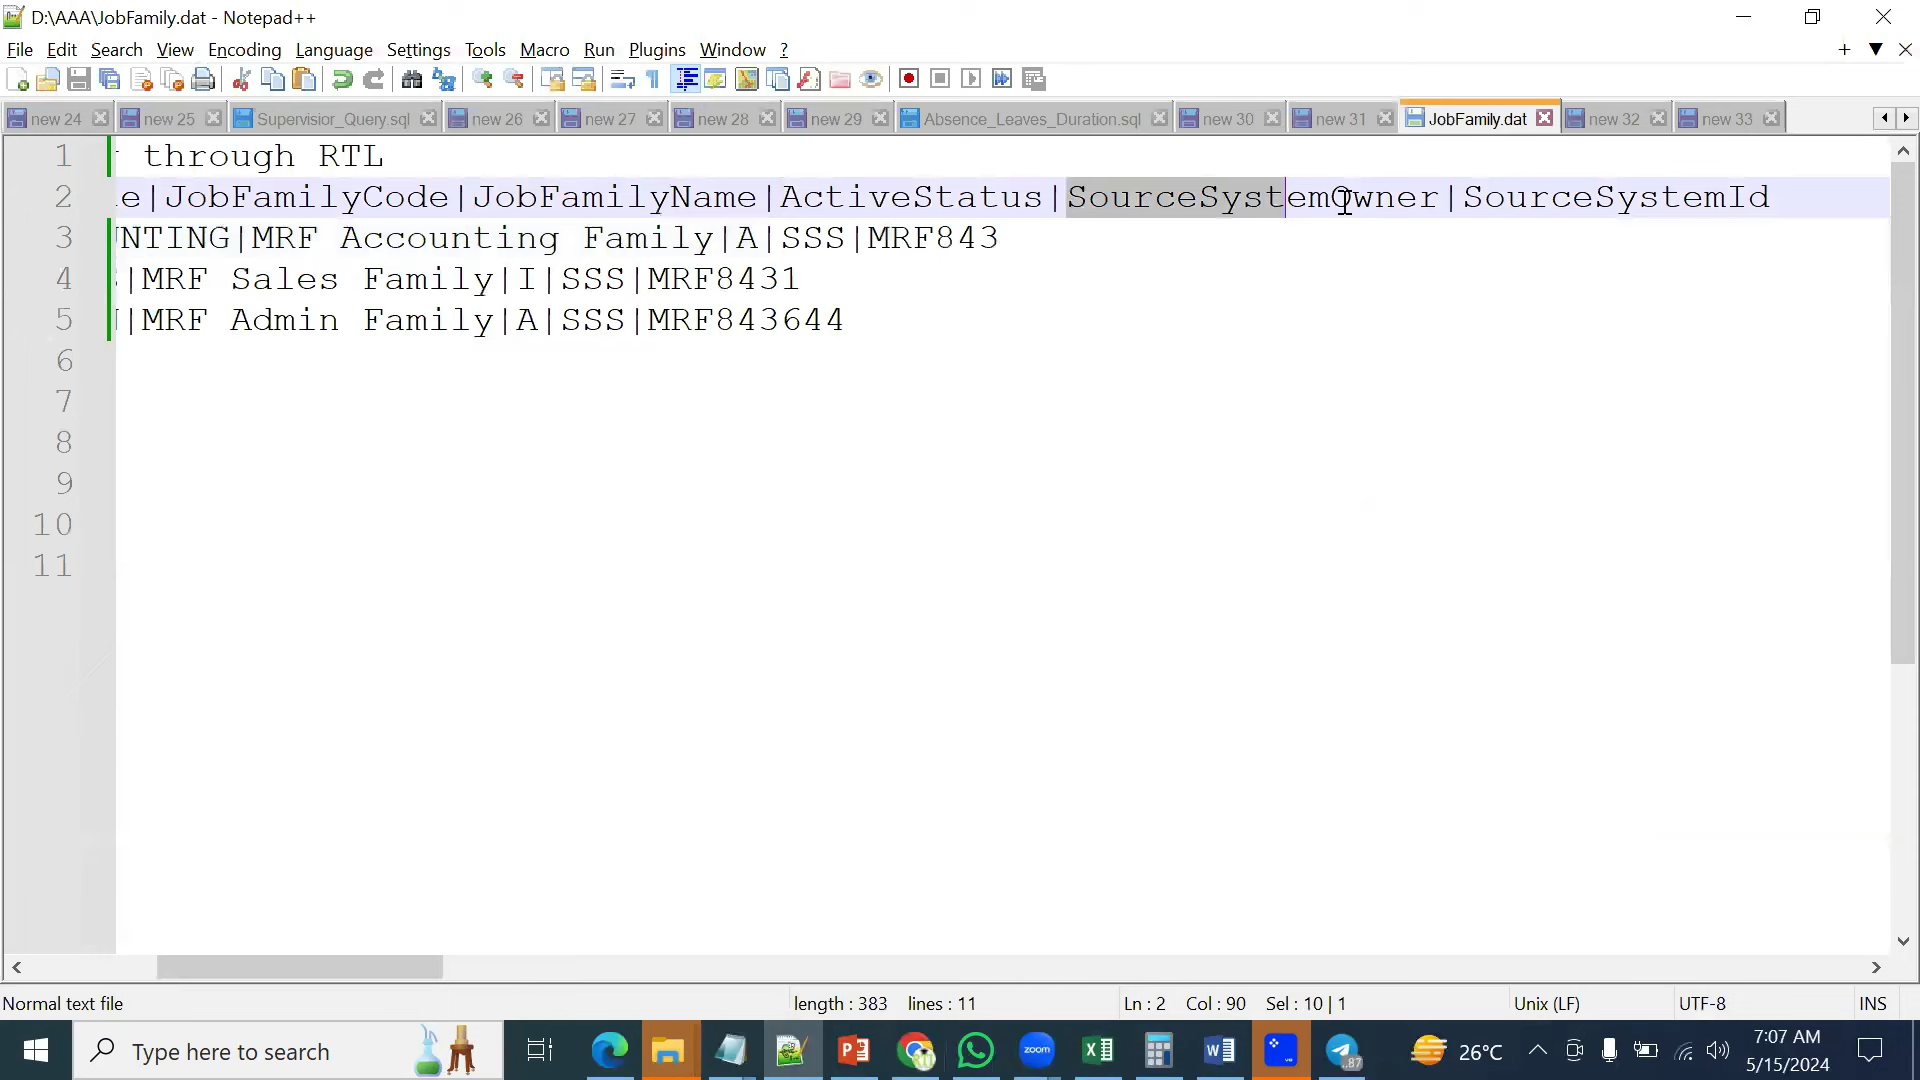 D:\AAA\JobFamily.dat - Notepad++
File Edit Search View Encoding Language Settings Tools Macro Run Plugins Window ?
new 24 new 25 Supervisior_Query.sql new 26 new 27 new 28 new 29 Absence_Leaves_Duration.sql new 30 new 31 JobFamily.dat new 32 new 33
1 through RTL
2 e|JobFamilyCode|JobFamilyName|ActiveStatus|SourceSystemOwner|SourceSystemId
3 NTING|MRF Accounting Family|A|SSS|MRF843
4 |MRF Sales Family|I|SSS|MRF8431
5 |MRF Admin Family|A|SSS|MRF843644
6
7
8
9
10
11
Normal text file length : 383 lines : 11 Ln : 2 Col : 90 Sel : 10 | 1 Unix (LF) UTF-8 INS
Type here to search zoom 87 26°C 7:07 AM
5/15/2024